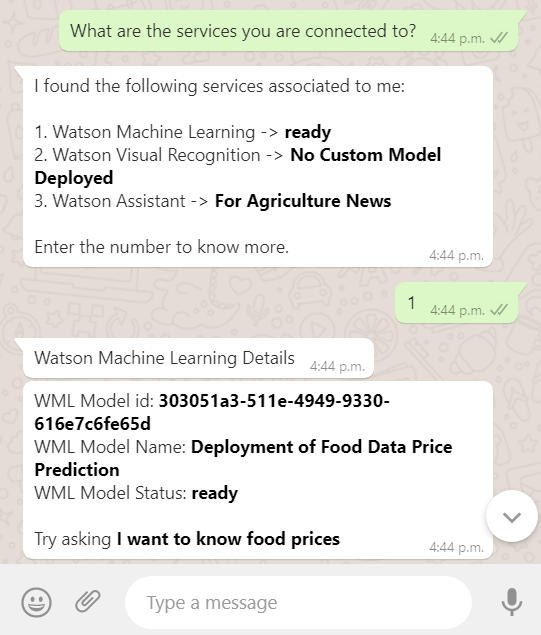 What are the services you are connected to?
4:44 p.m.
I found the following services associated to me:
1. Watson Machine Learning -> ready
2. Watson Visual Recognition -> No Custom Model
Deployed
3. Watson Assistant -> For Agriculture News
Enter the number to know more.
4:44 p.m.
1
4:44 p.m.
Watson Machine Learning Details
4:44 p.m.
WML Model id: 303051a3-511e-4949-9330-
616e7c6fe65d
WML Model Name: Deployment of Food Data Price
Prediction
WML Model Status: ready
Try asking I want to know food prices
4:44 p.m.
Type a message